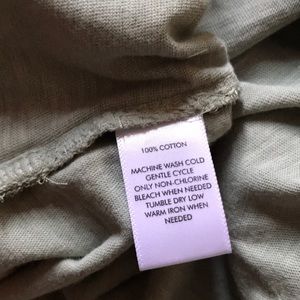 100% COTTON
MACHINE WASH COLD
GENTLE CYCLE
ONLY NON-CHLORINE
BLEACH WHEN NEEDED
TUMBLE DRY LOW
WARM IRON WHEN
NEEDED